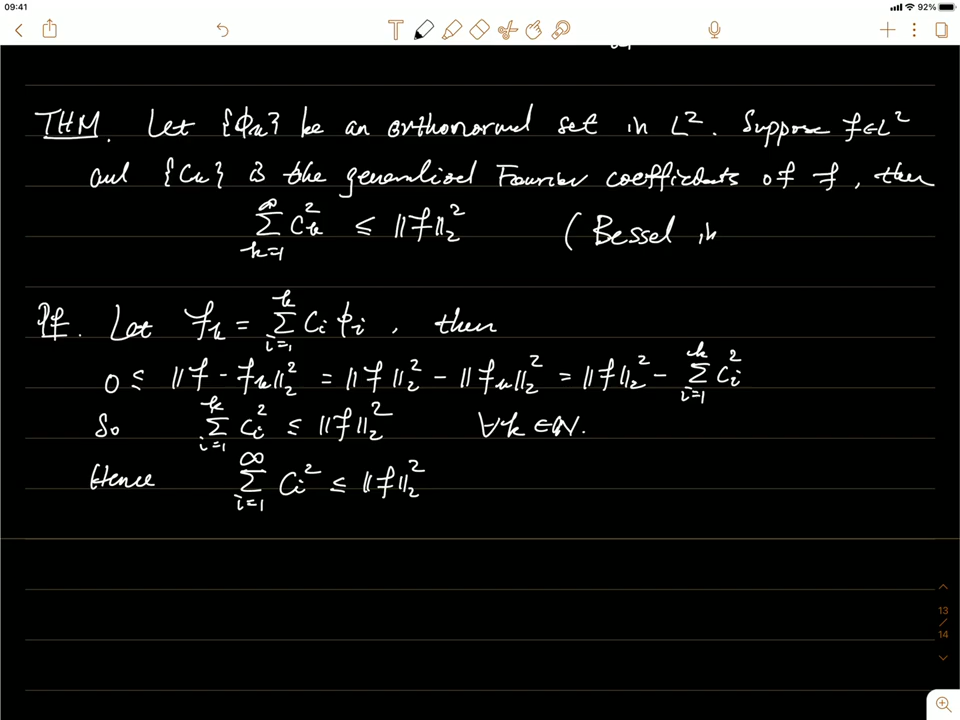 09:41 92%
THM. Let {ϕₖ} be an orthonormal set in L². Suppose f∈L²
and {Cₖ} is the generalized Fourier coefficients of f, then
∑_{k=1}^{∞} Cₖ² ≤ ‖f‖₂² (Bessel in
Pf. Let fₖ = ∑_{i=1}^{k} Cᵢ ϕᵢ, then
0 ≤ ‖f - fₖ‖₂² = ‖f‖₂² - ‖fₖ‖₂² = ‖f‖₂² - ∑_{i=1}^{k} Cᵢ²
So ∑_{i=1}^{k} Cᵢ² ≤ ‖f‖₂² ∀k∈ℕ.
Hence ∑_{i=1}^{∞} Cᵢ² ≤ ‖f‖₂²
13
/
14